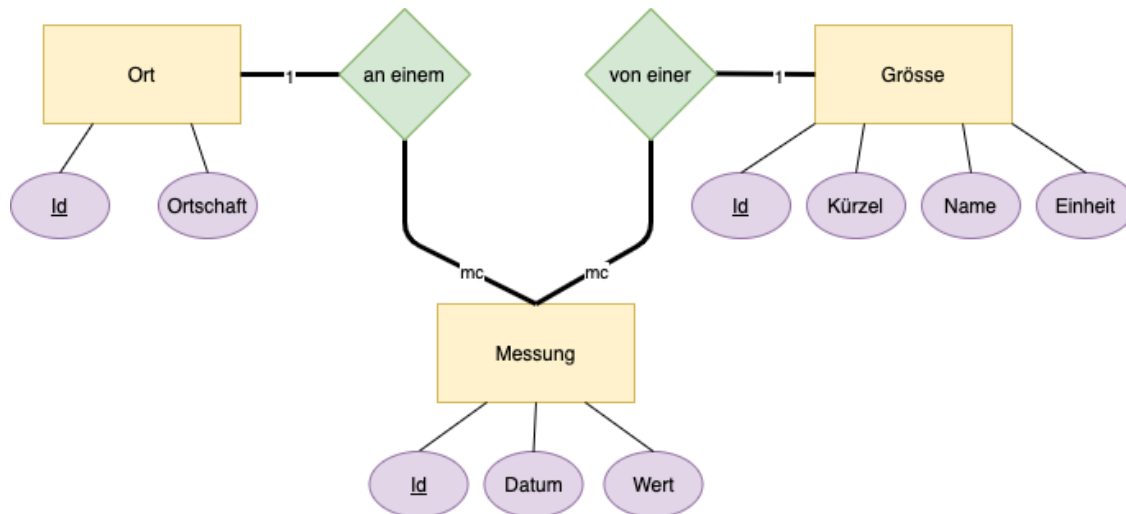 Ort
1
an einem
von einer
1
Grösse
Id
Ortschaft
Id
Kürzel
Name
Einheit
mc
mc
Messung
Id
Datum
Wert